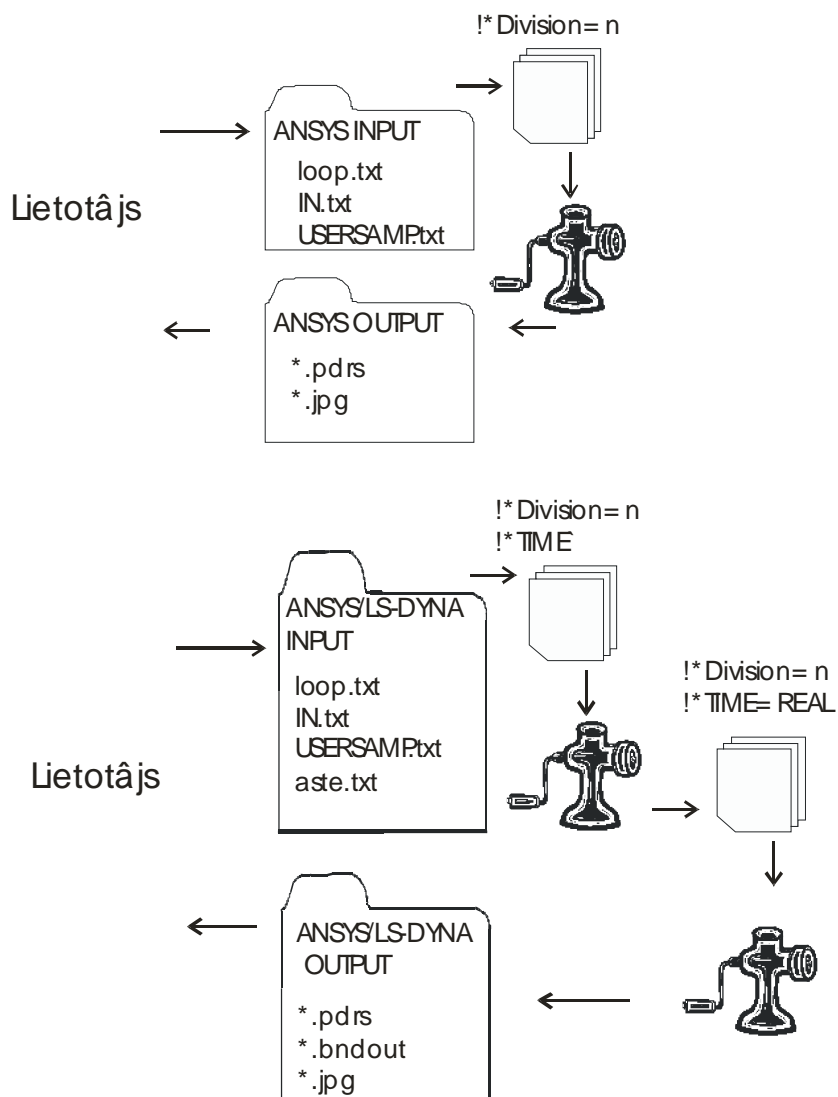 !*Division=n
ANSYS INPUT
loop.txt
IN.txt
USERSAMP.txt
Lietotâjs
ANSYS OUTPUT
*.pdrs
*.jpg
!*Division=n
!*TIME
ANSYS/LS-DYNA
INPUT
loop.txt
IN.txt
USERSAMP.txt
aste.txt
!*Division=n
!*TIME=REAL
Lietotâjs
ANSYS/LS-DYNA
OUTPUT
*.pdrs
*.bndout
*.jpg